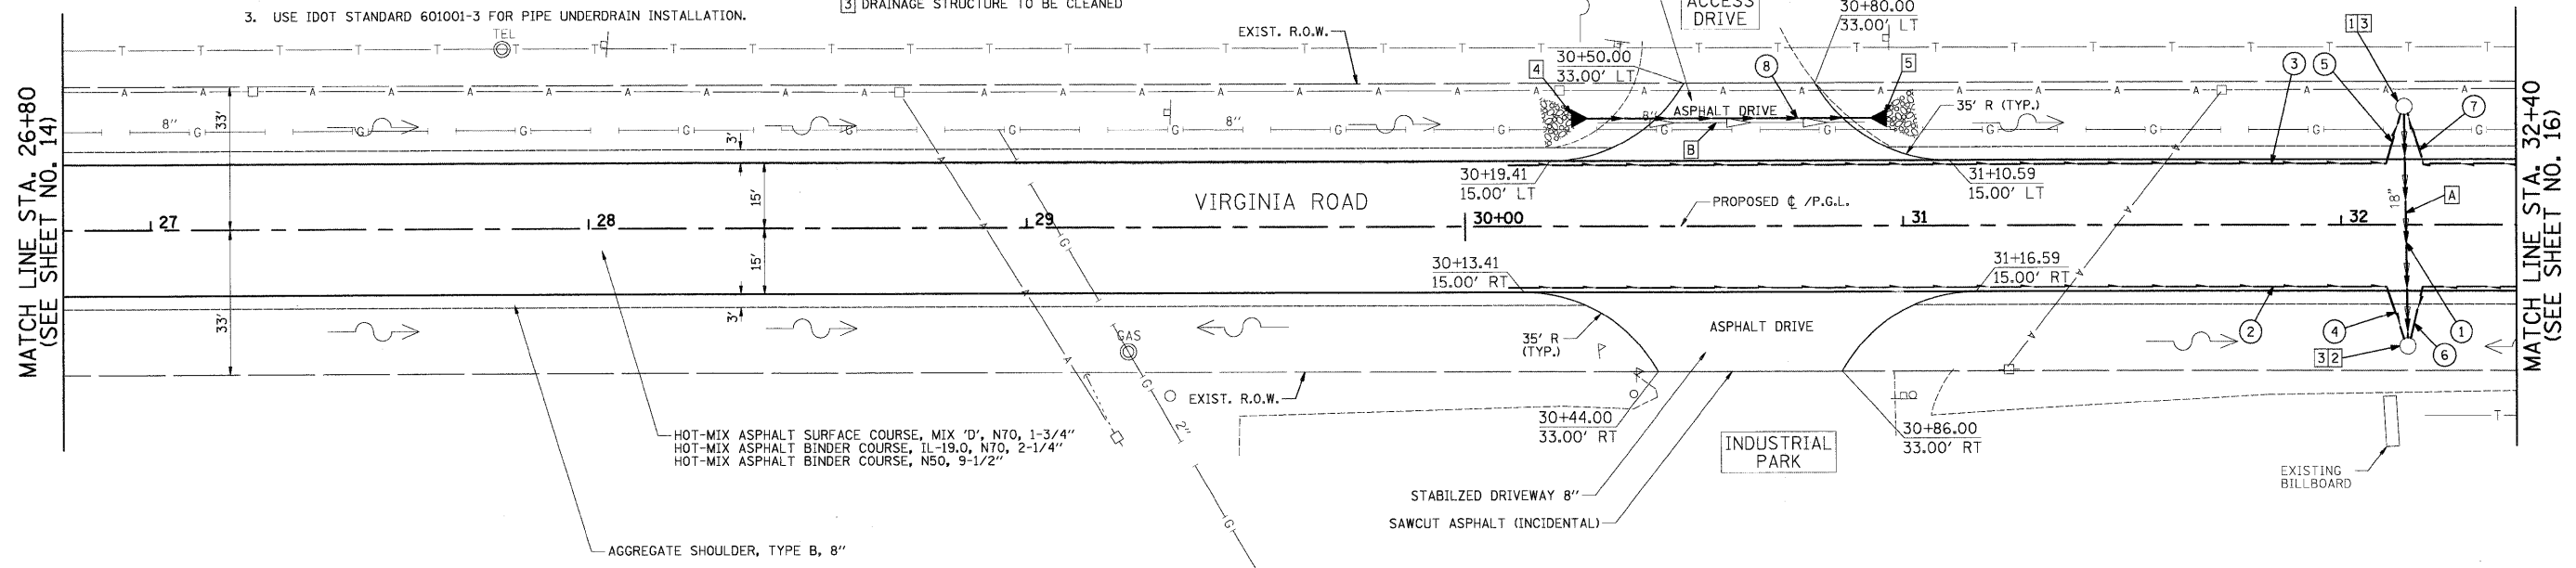 3. USE IDOT STANDARD 601001-3 FOR PIPE UNDERDRAIN INSTALLATION.
3 DRAINAGE STRUCTURE TO BE CLEANED
ACCESS
DRIVE
30+80.00
33.00' LT
1 3
TEL
EXIST. R.O.W.
30+50.00
33.00' LT
4
8
5
3
5
7
35' R (TYP.)
ASPHALT DRIVE
8"
8"
8"
B
MATCH LINE STA. 26+80
(SEE SHEET NO. 14)
33'
3'
15'
30+19.41
15.00' LT
31+10.59
15.00' LT
VIRGINIA ROAD
PROPOSED ℄ /P.G.L.
18"
A
27
28
29
30+00
31
32
MATCH LINE STA. 32+40
(SEE SHEET NO. 16)
15'
30+13.41
15.00' RT
31+16.59
15.00' RT
33'
3'
GAS
35' R
(TYP.)
ASPHALT DRIVE
2
4
1
3 2
6
EXIST. R.O.W.
2"
30+44.00
33.00' RT
30+86.00
33.00' RT
HOT-MIX ASPHALT SURFACE COURSE, MIX 'D', N70, 1-3/4"
HOT-MIX ASPHALT BINDER COURSE, IL-19.0, N70, 2-1/4"
HOT-MIX ASPHALT BINDER COURSE, N50, 9-1/2"
INDUSTRIAL
PARK
EXISTING
BILLBOARD
STABILZED DRIVEWAY 8"
SAWCUT ASPHALT (INCIDENTAL)
AGGREGATE SHOULDER, TYPE B, 8"